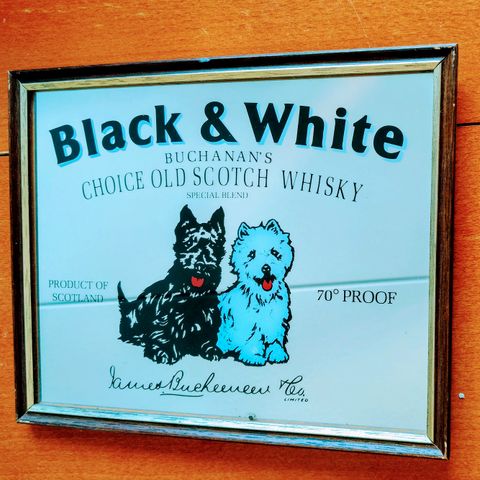 Black & White
BUCHANAN'S
CHOICE OLD SCOTCH WHISKY
SPECIAL BLEND
PRODUCT OF
SCOTLAND
70° PROOF
James Buchanan & Co.
LIMITED